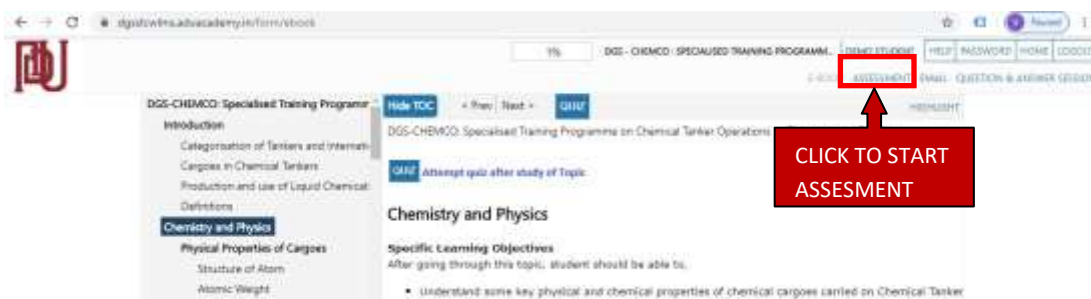 dgsstcwlms.advacademy.in/form/ebook
Paused
1%
DGS - CHEMCO : SPECIALISED TRAINING PROGRAMM..
DEMO STUDENT
HELP
PASSWORD
HOME
LOGOUT
E-BOOK
ASSESSMENT
EMAIL
QUESTION & ANSWER SESSION
DGS-CHEMCO: Specialised Training Programm
Introduction
Categorisation of Tankers and Internati
Cargoes in Chemical Tankers
Production and use of Liquid Chemical
Definitions
Chemistry and Physics
Physical Properties of Cargoes
Structure of Atom
Atomic Weight
Hide TOC
« Prev
Next »
QUIZ
HIGHLIGHT
DGS-CHEMCO: Specialised Training Programme on Chemical Tanker Operations
QUIZ Attempt quiz after study of Topic
Chemistry and Physics
Specific Learning Objectives
After going through this topic, student should be able to,
• Understand some key physical and chemical properties of chemical cargoes carried on Chemical Tanker
CLICK TO START
ASSESMENT